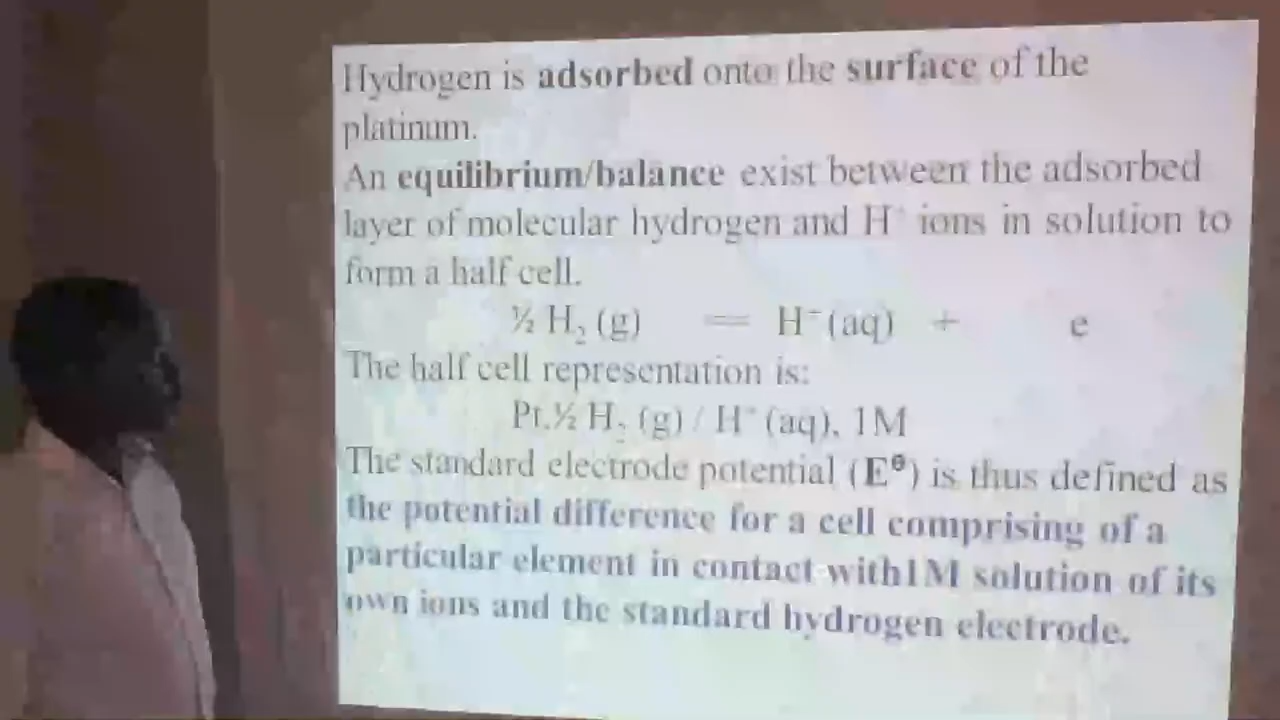 Hydrogen is adsorbed onto the surface of the
platinum.
An equilibrium/balance exist between the adsorbed
layer of molecular hydrogen and H⁺ ions in solution to
form a half cell.
½ H₂ (g) == H⁺ (aq) + e
The half cell representation is:
Pt.½ H₂ (g) / H⁺ (aq), 1M
The standard electrode potential (Eᶿ) is thus defined as
the potential difference for a cell comprising of a
particular element in contact with1M solution of its
own ions and the standard hydrogen electrode.